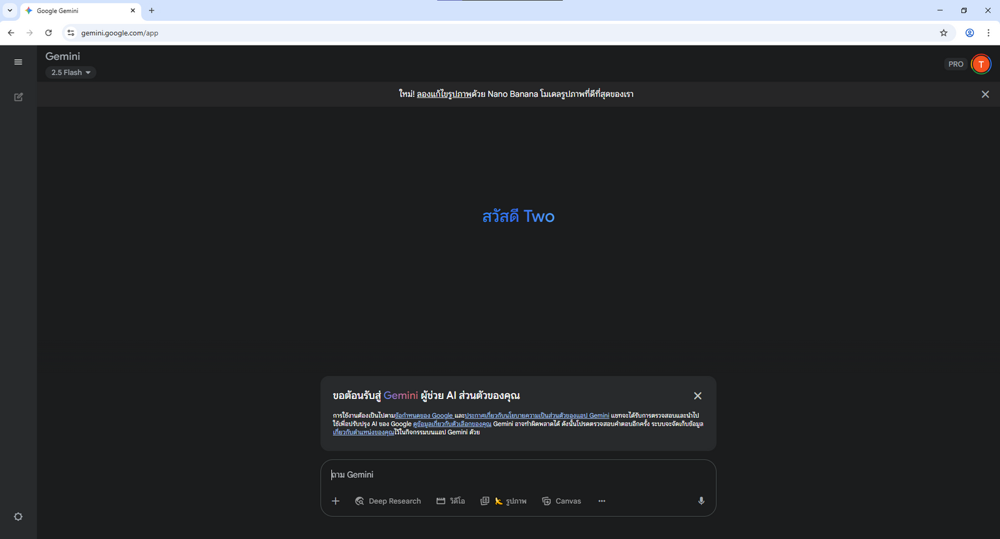 Google Gemini
gemini.google.com/app
Gemini
2.5 Flash
PRO
T
ใหม่! ลองแก้ไขรูปภาพด้วย Nano Banana โมเดลรูปภาพที่ดีที่สุดของเรา
สวัสดี Two
ขอต้อนรับสู่ Gemini ผู้ช่วย AI ส่วนตัวของคุณ
การใช้งานต้องเป็นไปตามข้อกำหนดของ Google และประกาศเกี่ยวกับนโยบายความเป็นส่วนตัวของแอป Gemini แชทจะได้รับการตรวจสอบและนำไป
ใช้เพื่อปรับปรุง AI ของ Google ดูข้อมูลเกี่ยวกับตัวเลือกของคุณ Gemini อาจทำผิดพลาดได้ ดังนั้นโปรดตรวจสอบคำตอบอีกครั้ง ระบบจะจัดเก็บข้อมูล
เกี่ยวกับตำแหน่งของคุณไว้ในกิจกรรมบนแอป Gemini ด้วย
ถาม Gemini
Deep Research
วิดีโอ
รูปภาพ
Canvas